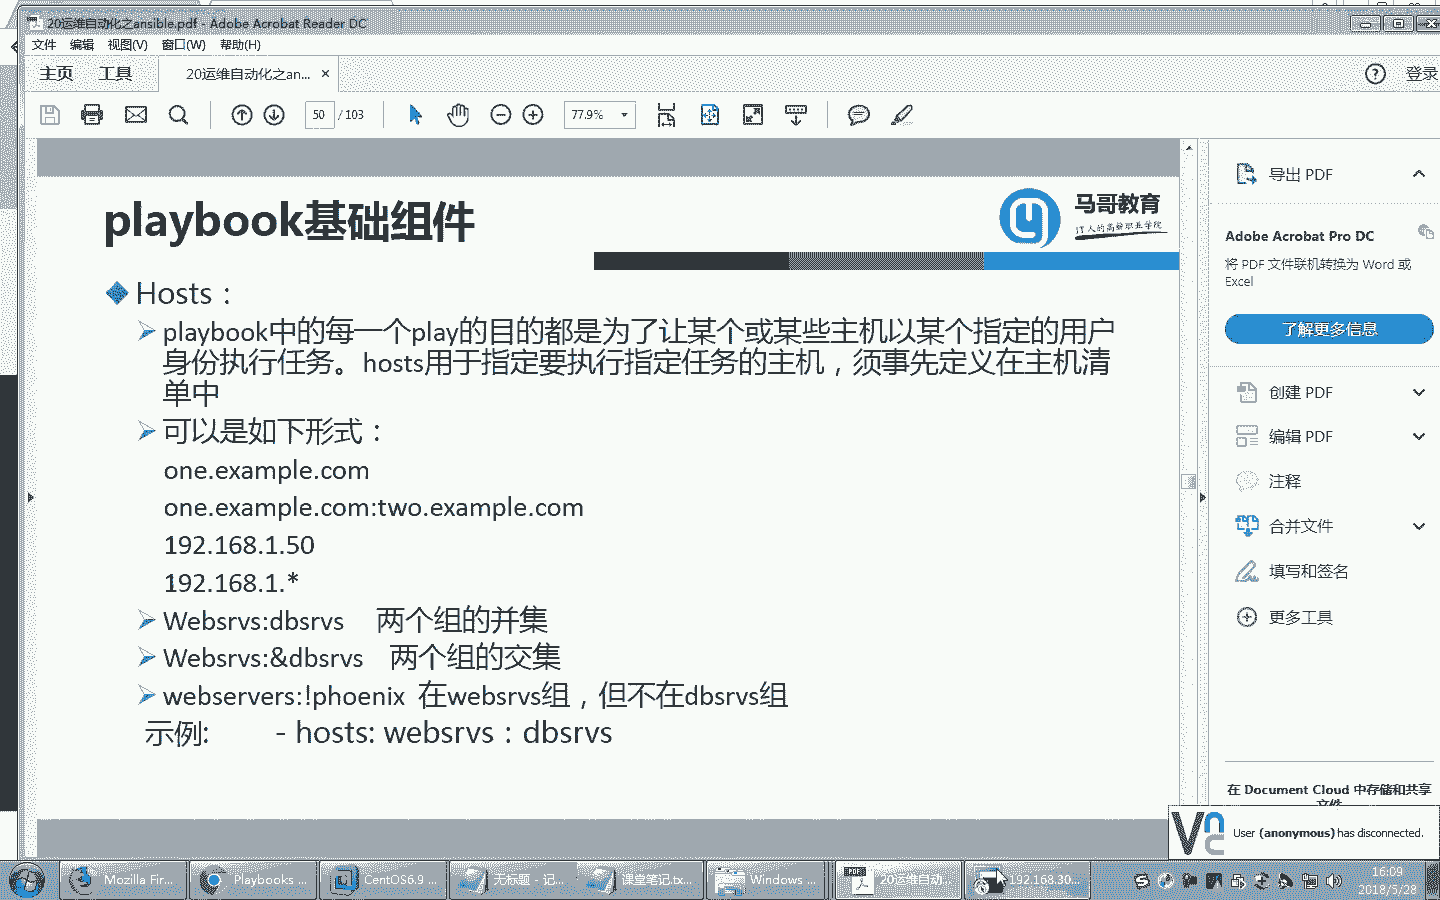 20运维自动化之ansible.pdf - Adobe Acrobat Reader DC
文件 编辑 视图(V) 窗口(W) 帮助(H)
主页 工具 20运维自动化之an... × 登录
50 / 103 77.9%
playbook基础组件
马哥教育
IT人的高薪职业学院
Hosts：
playbook中的每一个play的目的都是为了让某个或某些主机以某个指定的用户
身份执行任务。hosts用于指定要执行指定任务的主机，须事先定义在主机清
单中
可以是如下形式：
one.example.com
one.example.com:two.example.com
192.168.1.50
192.168.1.*
Websrvs:dbsrvs 两个组的并集
Websrvs:&dbsrvs 两个组的交集
webservers:!phoenix 在websrvs组，但不在dbsrvs组
示例: - hosts: websrvs：dbsrvs
导出 PDF
Adobe Acrobat Pro DC
将 PDF 文件联机转换为 Word 或
Excel
了解更多信息
创建 PDF
编辑 PDF
注释
合并文件
填写和签名
更多工具
在 Document Cloud 中存储和共享
文件
User (anonymous) has disconnected.
Mozilla Fir... Playbooks ... CentOS6.9 ... 无标题 - 记... 课堂笔记.tx... Windows ... 20运维自动... 192.168.30...
16:09
2018/5/28